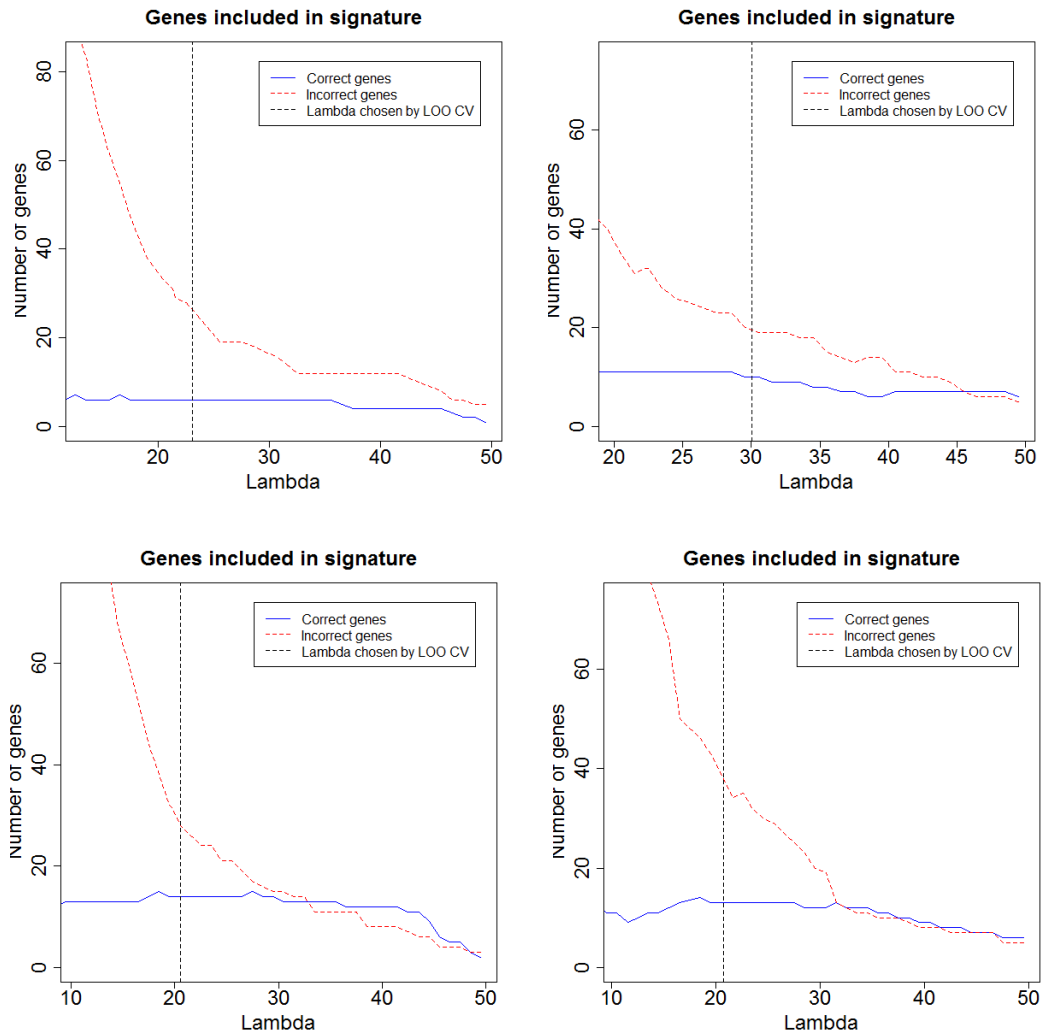 Genes included in signature
Number of genes
80
60
40
20
0
Correct genes
Incorrect genes
Lambda chosen by LOO CV
20 30 40 50
Lambda
Genes included in signature
Number of genes
60
40
20
0
Correct genes
Incorrect genes
Lambda chosen by LOO CV
20 25 30 35 40 45 50
Lambda
Genes included in signature
Number of genes
60
40
20
0
Correct genes
Incorrect genes
Lambda chosen by LOO CV
10 20 30 40 50
Lambda
Genes included in signature
Number of genes
60
40
20
0
Correct genes
Incorrect genes
Lambda chosen by LOO CV
10 20 30 40 50
Lambda